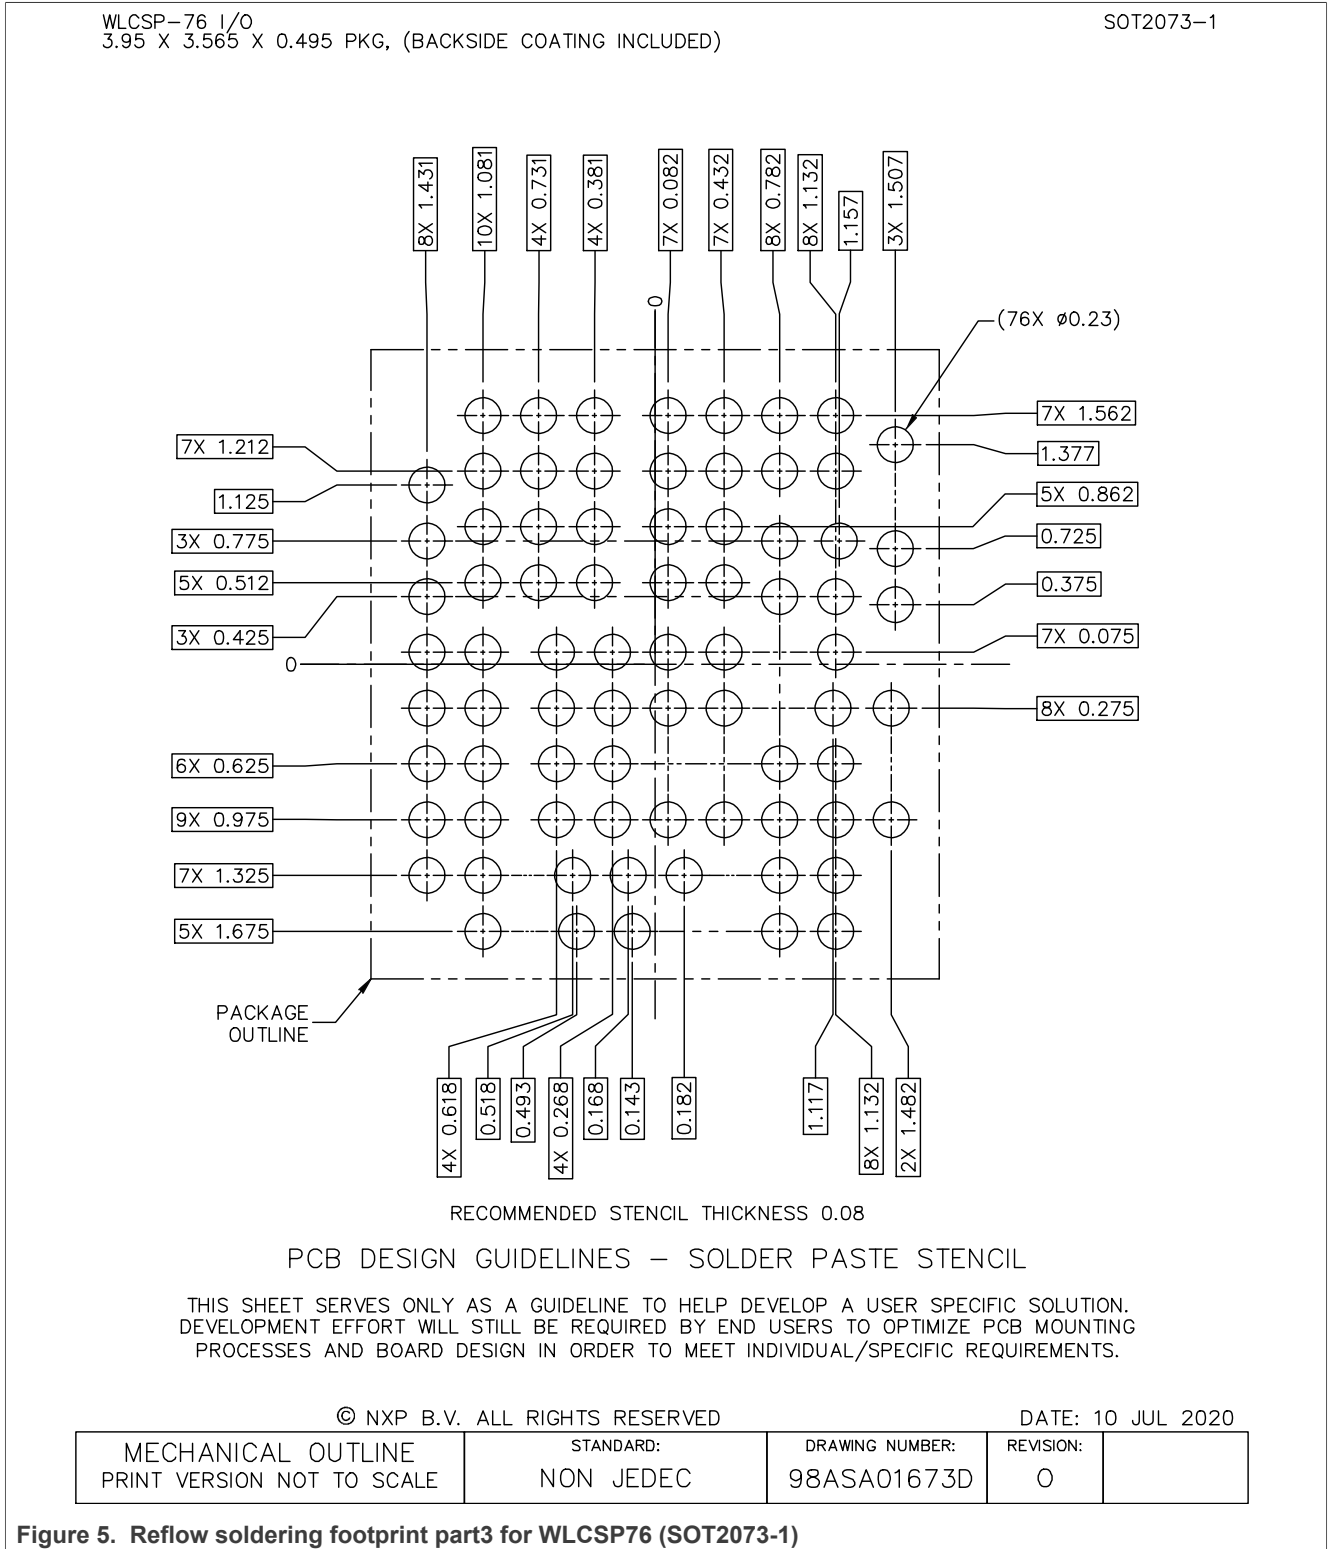 WLCSP-76 I/O
3.95 X 3.565 X 0.495 PKG, (BACKSIDE COATING INCLUDED)
SOT2073-1
8X 1.431
10X 1.081
4X 0.731
4X 0.381
7X 0.082
7X 0.432
8X 0.782
8X 1.132
1.157
3X 1.507
0
(76X ⌀0.23)
7X 1.212
1.125
3X 0.775
5X 0.512
3X 0.425
0
6X 0.625
9X 0.975
7X 1.325
5X 1.675
7X 1.562
1.377
5X 0.862
0.725
0.375
7X 0.075
8X 0.275
PACKAGE
OUTLINE
4X 0.618
0.518
0.493
4X 0.268
0.168
0.143
0.182
1.117
8X 1.132
2X 1.482
RECOMMENDED STENCIL THICKNESS 0.08
PCB DESIGN GUIDELINES – SOLDER PASTE STENCIL
THIS SHEET SERVES ONLY AS A GUIDELINE TO HELP DEVELOP A USER SPECIFIC SOLUTION.
DEVELOPMENT EFFORT WILL STILL BE REQUIRED BY END USERS TO OPTIMIZE PCB MOUNTING
PROCESSES AND BOARD DESIGN IN ORDER TO MEET INDIVIDUAL/SPECIFIC REQUIREMENTS.
© NXP B.V. ALL RIGHTS RESERVED
DATE: 10 JUL 2020
MECHANICAL OUTLINE
PRINT VERSION NOT TO SCALE
STANDARD:
NON JEDEC
DRAWING NUMBER:
98ASA01673D
REVISION:
O
Figure 5. Reflow soldering footprint part3 for WLCSP76 (SOT2073-1)